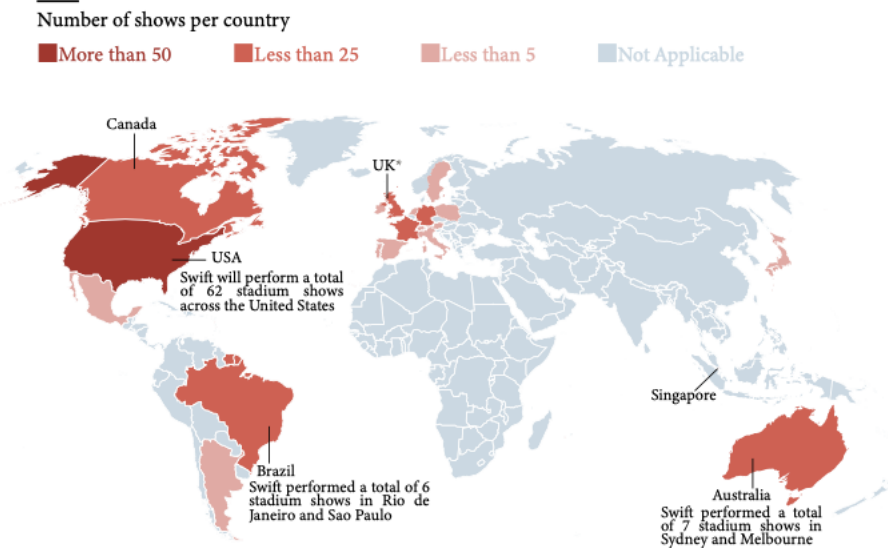 Number of shows per country
More than 50
Less than 25
Less than 5
Not Applicable
Canada
UK*
USA
Swift will perform a total
of 62 stadium shows
across the United States
Singapore
Brazil
Swift performed a total of 6
stadium shows in Rio de
Janeiro and Sao Paulo
Australia
Swift performed a total
of 7 stadium shows in
Sydney and Melbourne